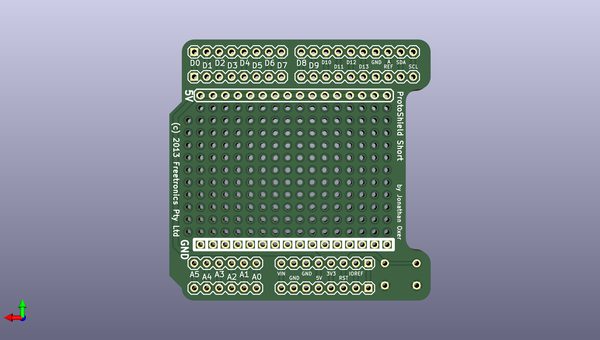 D0 D1 D2 D3 D4 D5 D6 D7 D8 D9 D10 D11 D12 D13 GND A REF SDA SCL
5V
ProtoShield Short
(c) 2013 Freetronics Pty Ltd
by Jonathan Oxer
GND
A5 A4 A3 A2 A1 A0 VIN GND GND 5V 3V3 RST IOREF